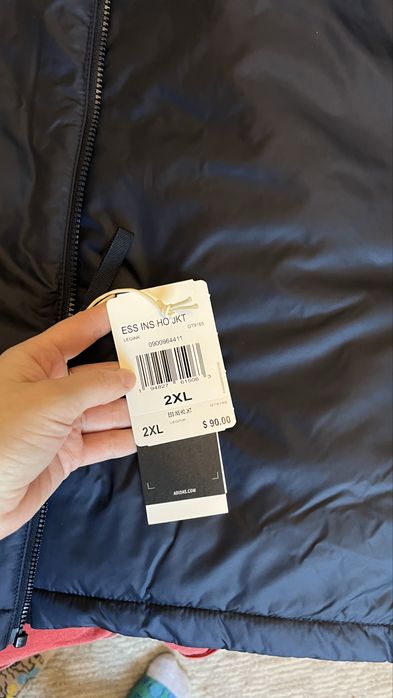 ESS INS HO JKT
LEGINK GT9165
0900964411
2XL
ESS INS HO JKT
LEGINK
2XL $ 90.00
ADIDAS.COM